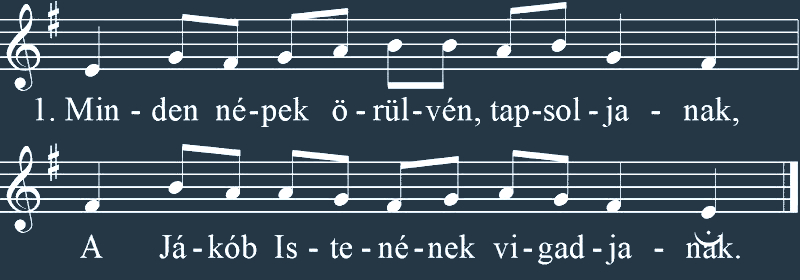 1. Min - den né-pek ö - rül-vén, tap-sol - ja - nak,
A Já - kób Is - te - né-nek vi-gad-ja - nak.